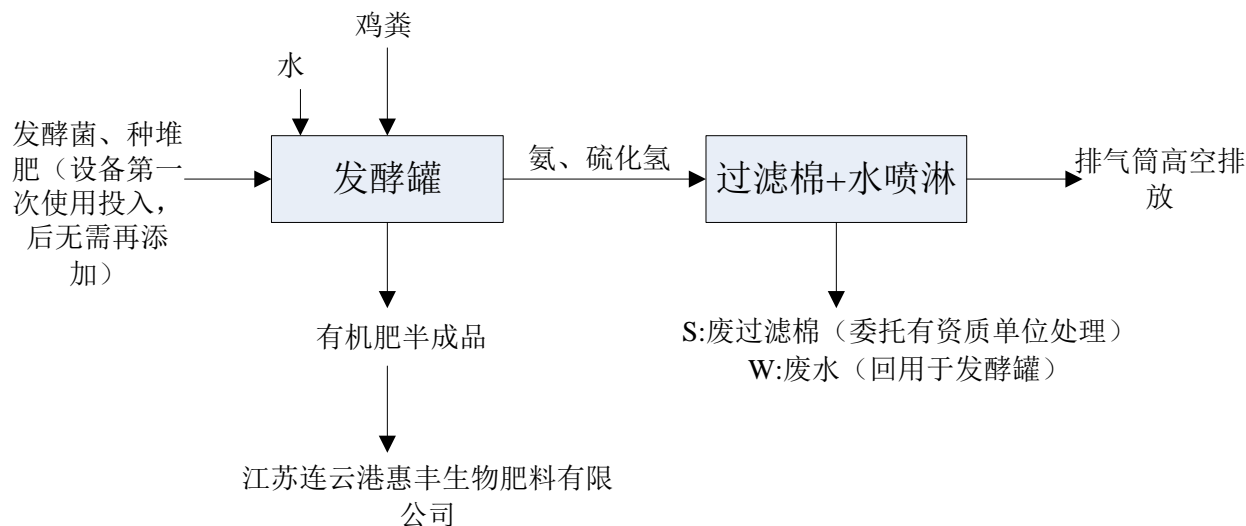 鸡粪
水
发酵菌、种堆
肥（设备第一
次使用投入，
后无需再添
加）
发酵罐
氨、硫化氢
过滤棉+水喷淋
排气筒高空排
放
有机肥半成品
S:废过滤棉（委托有资质单位处理）
W:废水（回用于发酵罐）
江苏连云港惠丰生物肥料有限
公司